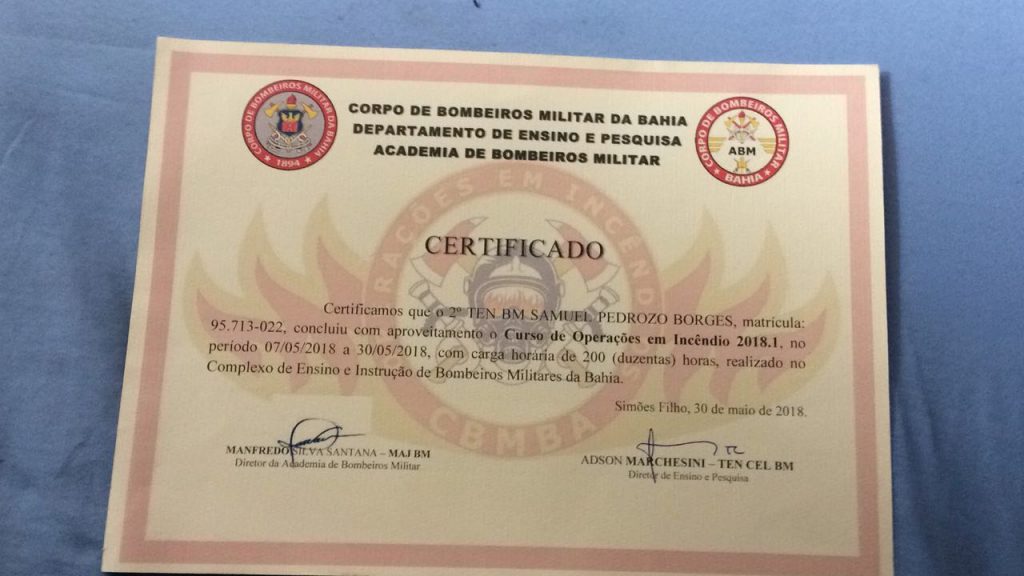 CORPO DE BOMBEIROS MILITAR DA BAHIA
DEPARTAMENTO DE ENSINO E PESQUISA
ACADEMIA DE BOMBEIROS MILITAR
CORPO DE BOMBEIROS MILITAR DA BAHIA
1894
CORPO DE BOMBEIROS MILITAR
ABM
BAHIA
RAÇÕES EM INCÊND
CERTIFICADO
Certificamos que o 2º TEN BM SAMUEL PEDROZO BORGES, matrícula:
95.713-022, concluiu com aproveitamento o Curso de Operações em Incêndio 2018.1, no
período 07/05/2018 a 30/05/2018, com carga horária de 200 (duzentas) horas, realizado no
Complexo de Ensino e Instrução de Bombeiros Militares da Bahia.
Simões Filho, 30 de maio de 2018.
CBMBA
MANFREDO SILVA SANTANA – MAJ BM
Diretor da Academia de Bombeiros Militar
ADSON MARCHESINI – TEN CEL BM
Diretor de Ensino e Pesquisa